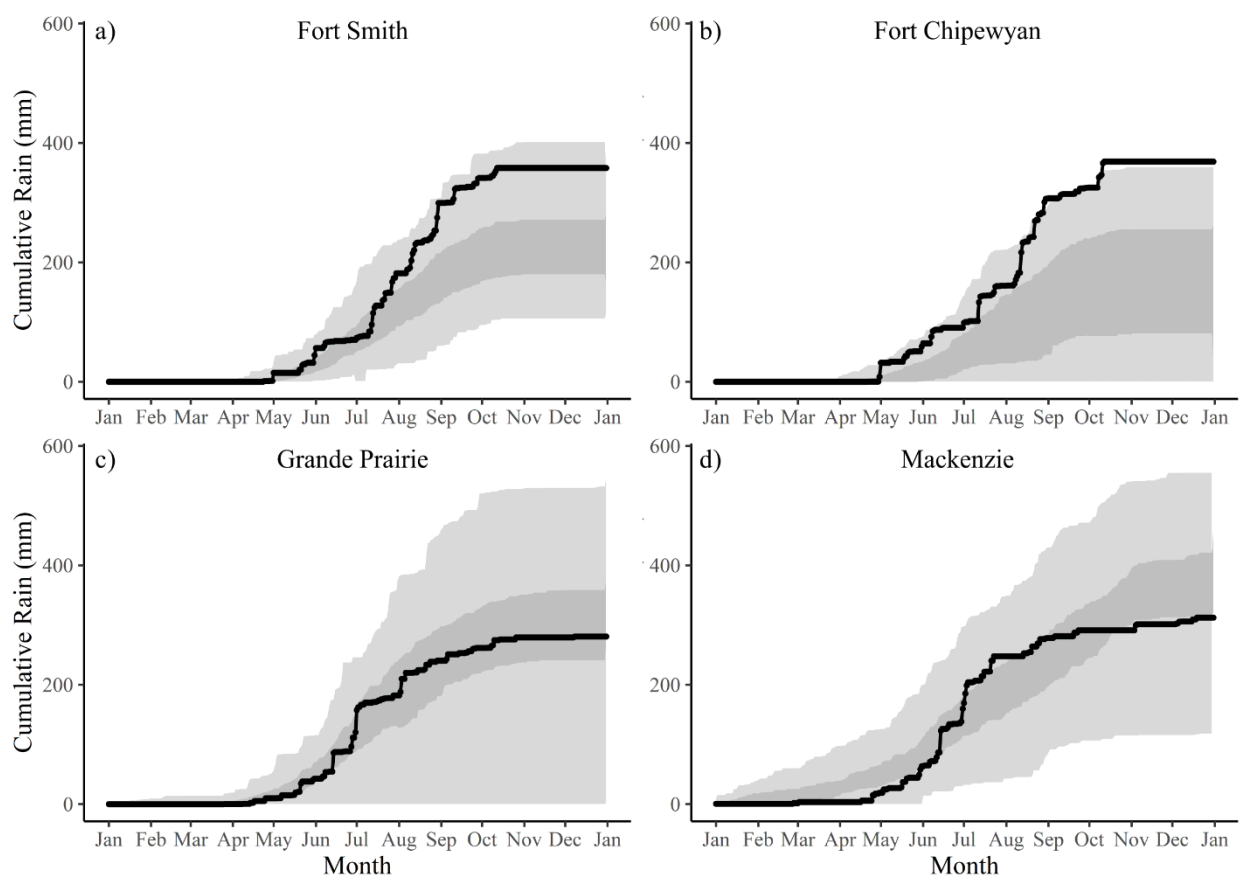 a) Fort Smith
b) Fort Chipewyan
Cumulative Rain (mm)
600
400
200
0
Jan Feb Mar Apr May Jun Jul Aug Sep Oct Nov Dec Jan
600
400
200
0
Jan Feb Mar Apr May Jun Jul Aug Sep Oct Nov Dec Jan
c) Grande Prairie
d) Mackenzie
Cumulative Rain (mm)
600
400
200
0
Jan Feb Mar Apr May Jun Jul Aug Sep Oct Nov Dec Jan
Month
600
400
200
0
Jan Feb Mar Apr May Jun Jul Aug Sep Oct Nov Dec Jan
Month